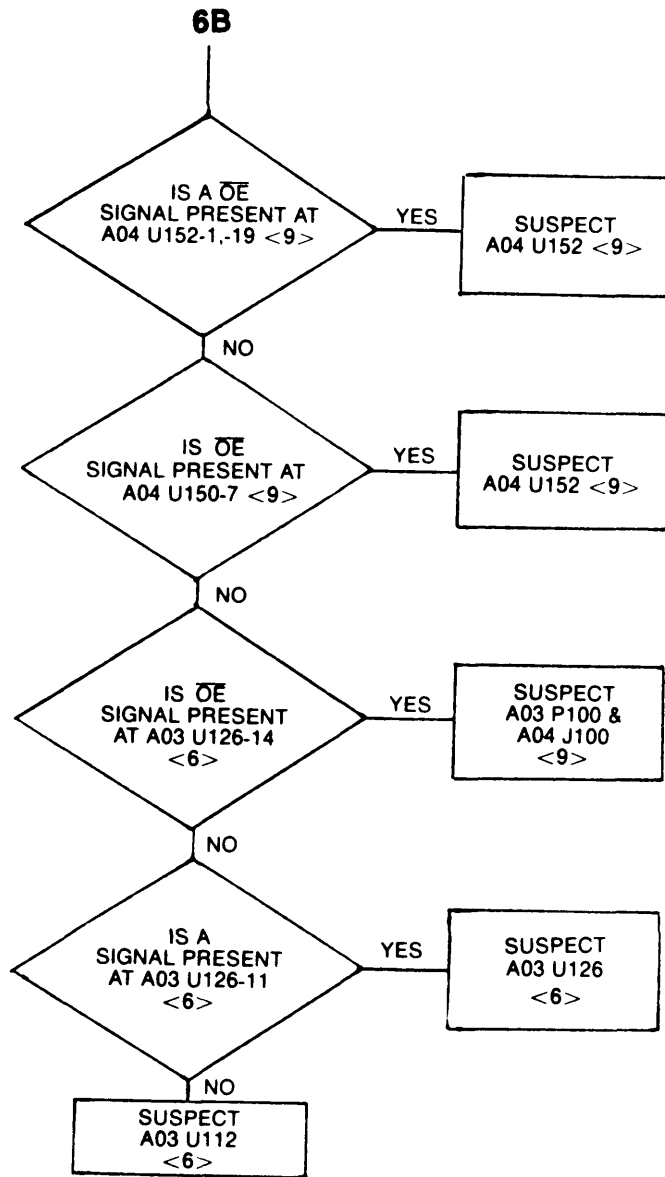 6B
IS A O̅E̅
SIGNAL PRESENT AT
A04 U152-1,-19 <9>
YES
SUSPECT
A04 U152 <9>
NO
IS O̅E̅
SIGNAL PRESENT AT
A04 U150-7 <9>
YES
SUSPECT
A04 U152 <9>
NO
IS O̅E̅
SIGNAL PRESENT
AT A03 U126-14
<6>
YES
SUSPECT
A03 P100 &
A04 J100
<9>
NO
IS A
SIGNAL PRESENT
AT A03 U126-11
<6>
YES
SUSPECT
A03 U126
<6>
NO
SUSPECT
A03 U112
<6>